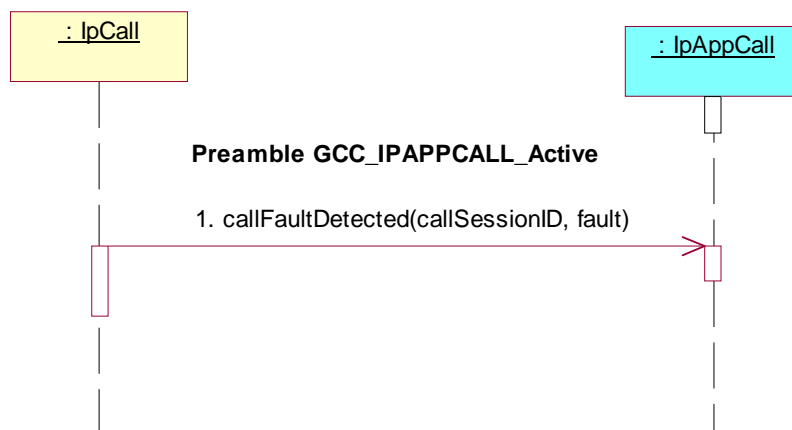 : IpCall
: IpAppCall
Preamble GCC_IPAPPCALL_Active
1. callFaultDetected(callSessionID, fault)